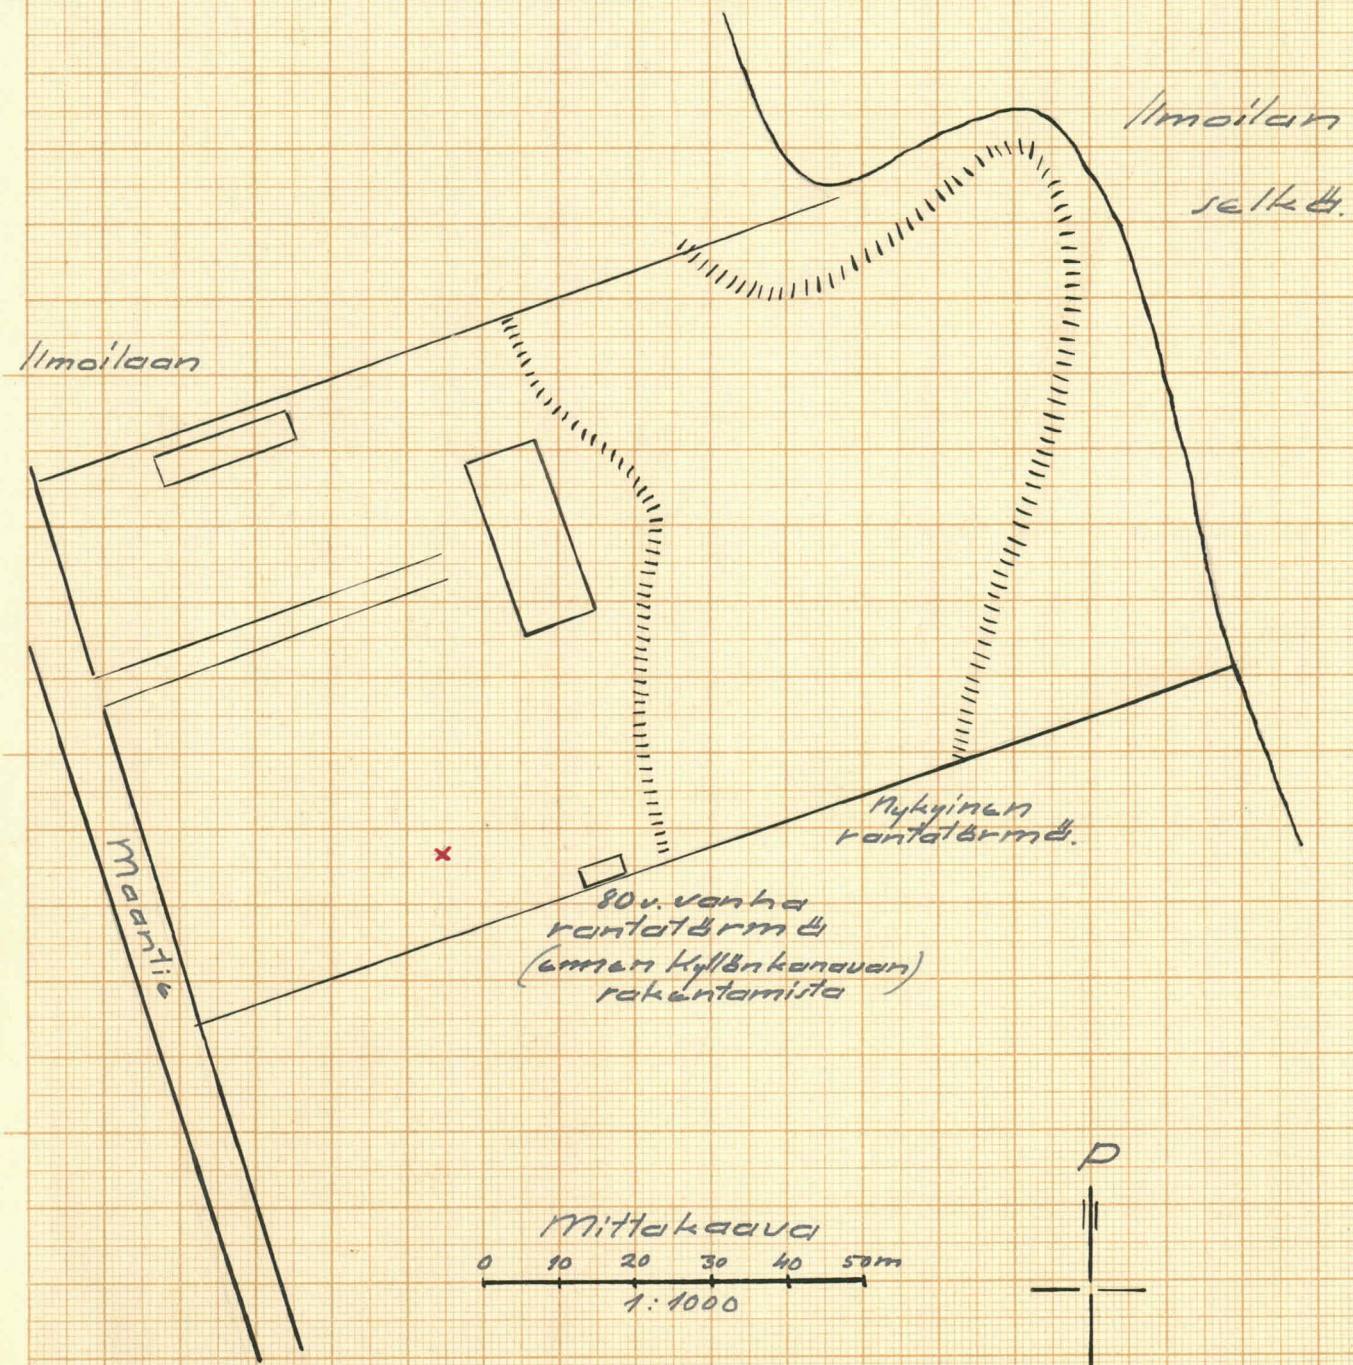 Ilmoilan
selkä.
Ilmoilaan
Nykyinen
rantatörmä.
80 v. vanha
rantatörmä
(ennen Kyllönkanavan)
rakentamista
Maantie
P
Mittakaava
0 10 20 30 40 50m
1:1000